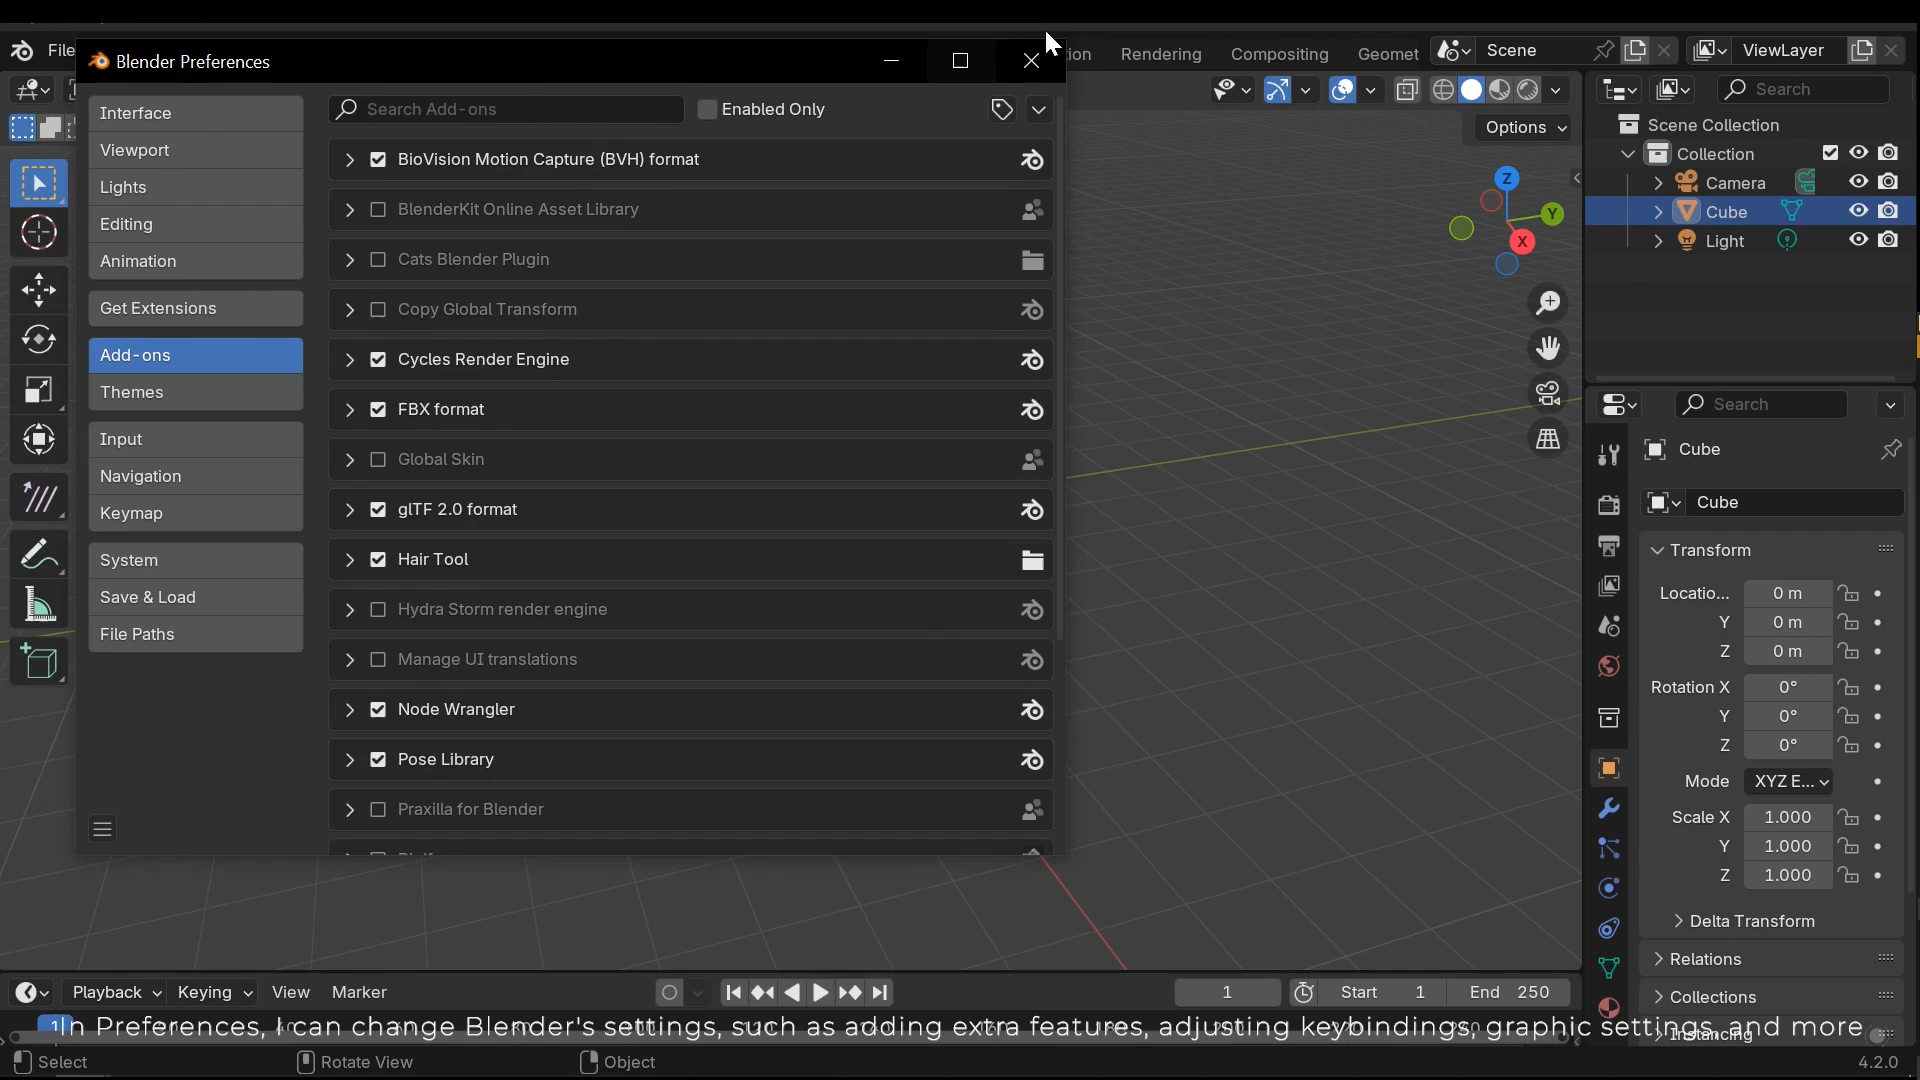 File
Blender Preferences
tion
Rendering
Compositing
Geomet
Scene
ViewLayer
Interface
Viewport
Lights
Editing
Animation
Get Extensions
Add-ons
Themes
Input
Navigation
Keymap
System
Save & Load
File Paths
Search Add-ons
Enabled Only
BioVision Motion Capture (BVH) format
BlenderKit Online Asset Library
Cats Blender Plugin
Copy Global Transform
Cycles Render Engine
FBX format
Global Skin
glTF 2.0 format
Hair Tool
Hydra Storm render engine
Manage UI translations
Node Wrangler
Pose Library
Praxilla for Blender
Options
Z
Y
X
Search
Scene Collection
Collection
Camera
Cube
Light
Search
Cube
Cube
Transform
Locatio... 0 m
Y 0 m
Z 0 m
Rotation X 0°
Y 0°
Z 0°
Mode XYZ E...
Scale X 1.000
Y 1.000
Z 1.000
Delta Transform
Relations
Collections
Instancing
Playback Keying View Marker
1 Start 1 End 250
1
In Preferences, I can change Blender's settings, such as adding extra features, adjusting keybindings, graphic settings, and more
Select Rotate View Object
4.2.0